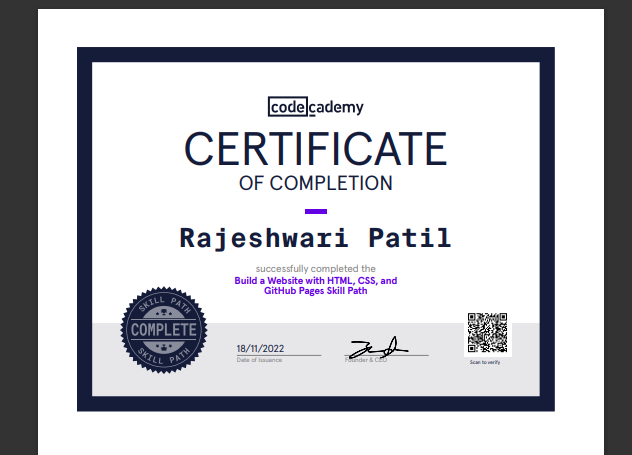 codecademy
CERTIFICATE
OF COMPLETION
Rajeshwari Patil
successfully completed the
Build a Website with HTML, CSS, and
GitHub Pages Skill Path
SKILL PATH
COMPLETE
SKILL PATH
18/11/2022
Date of Issuance
Founder & CEO
Scan to verify